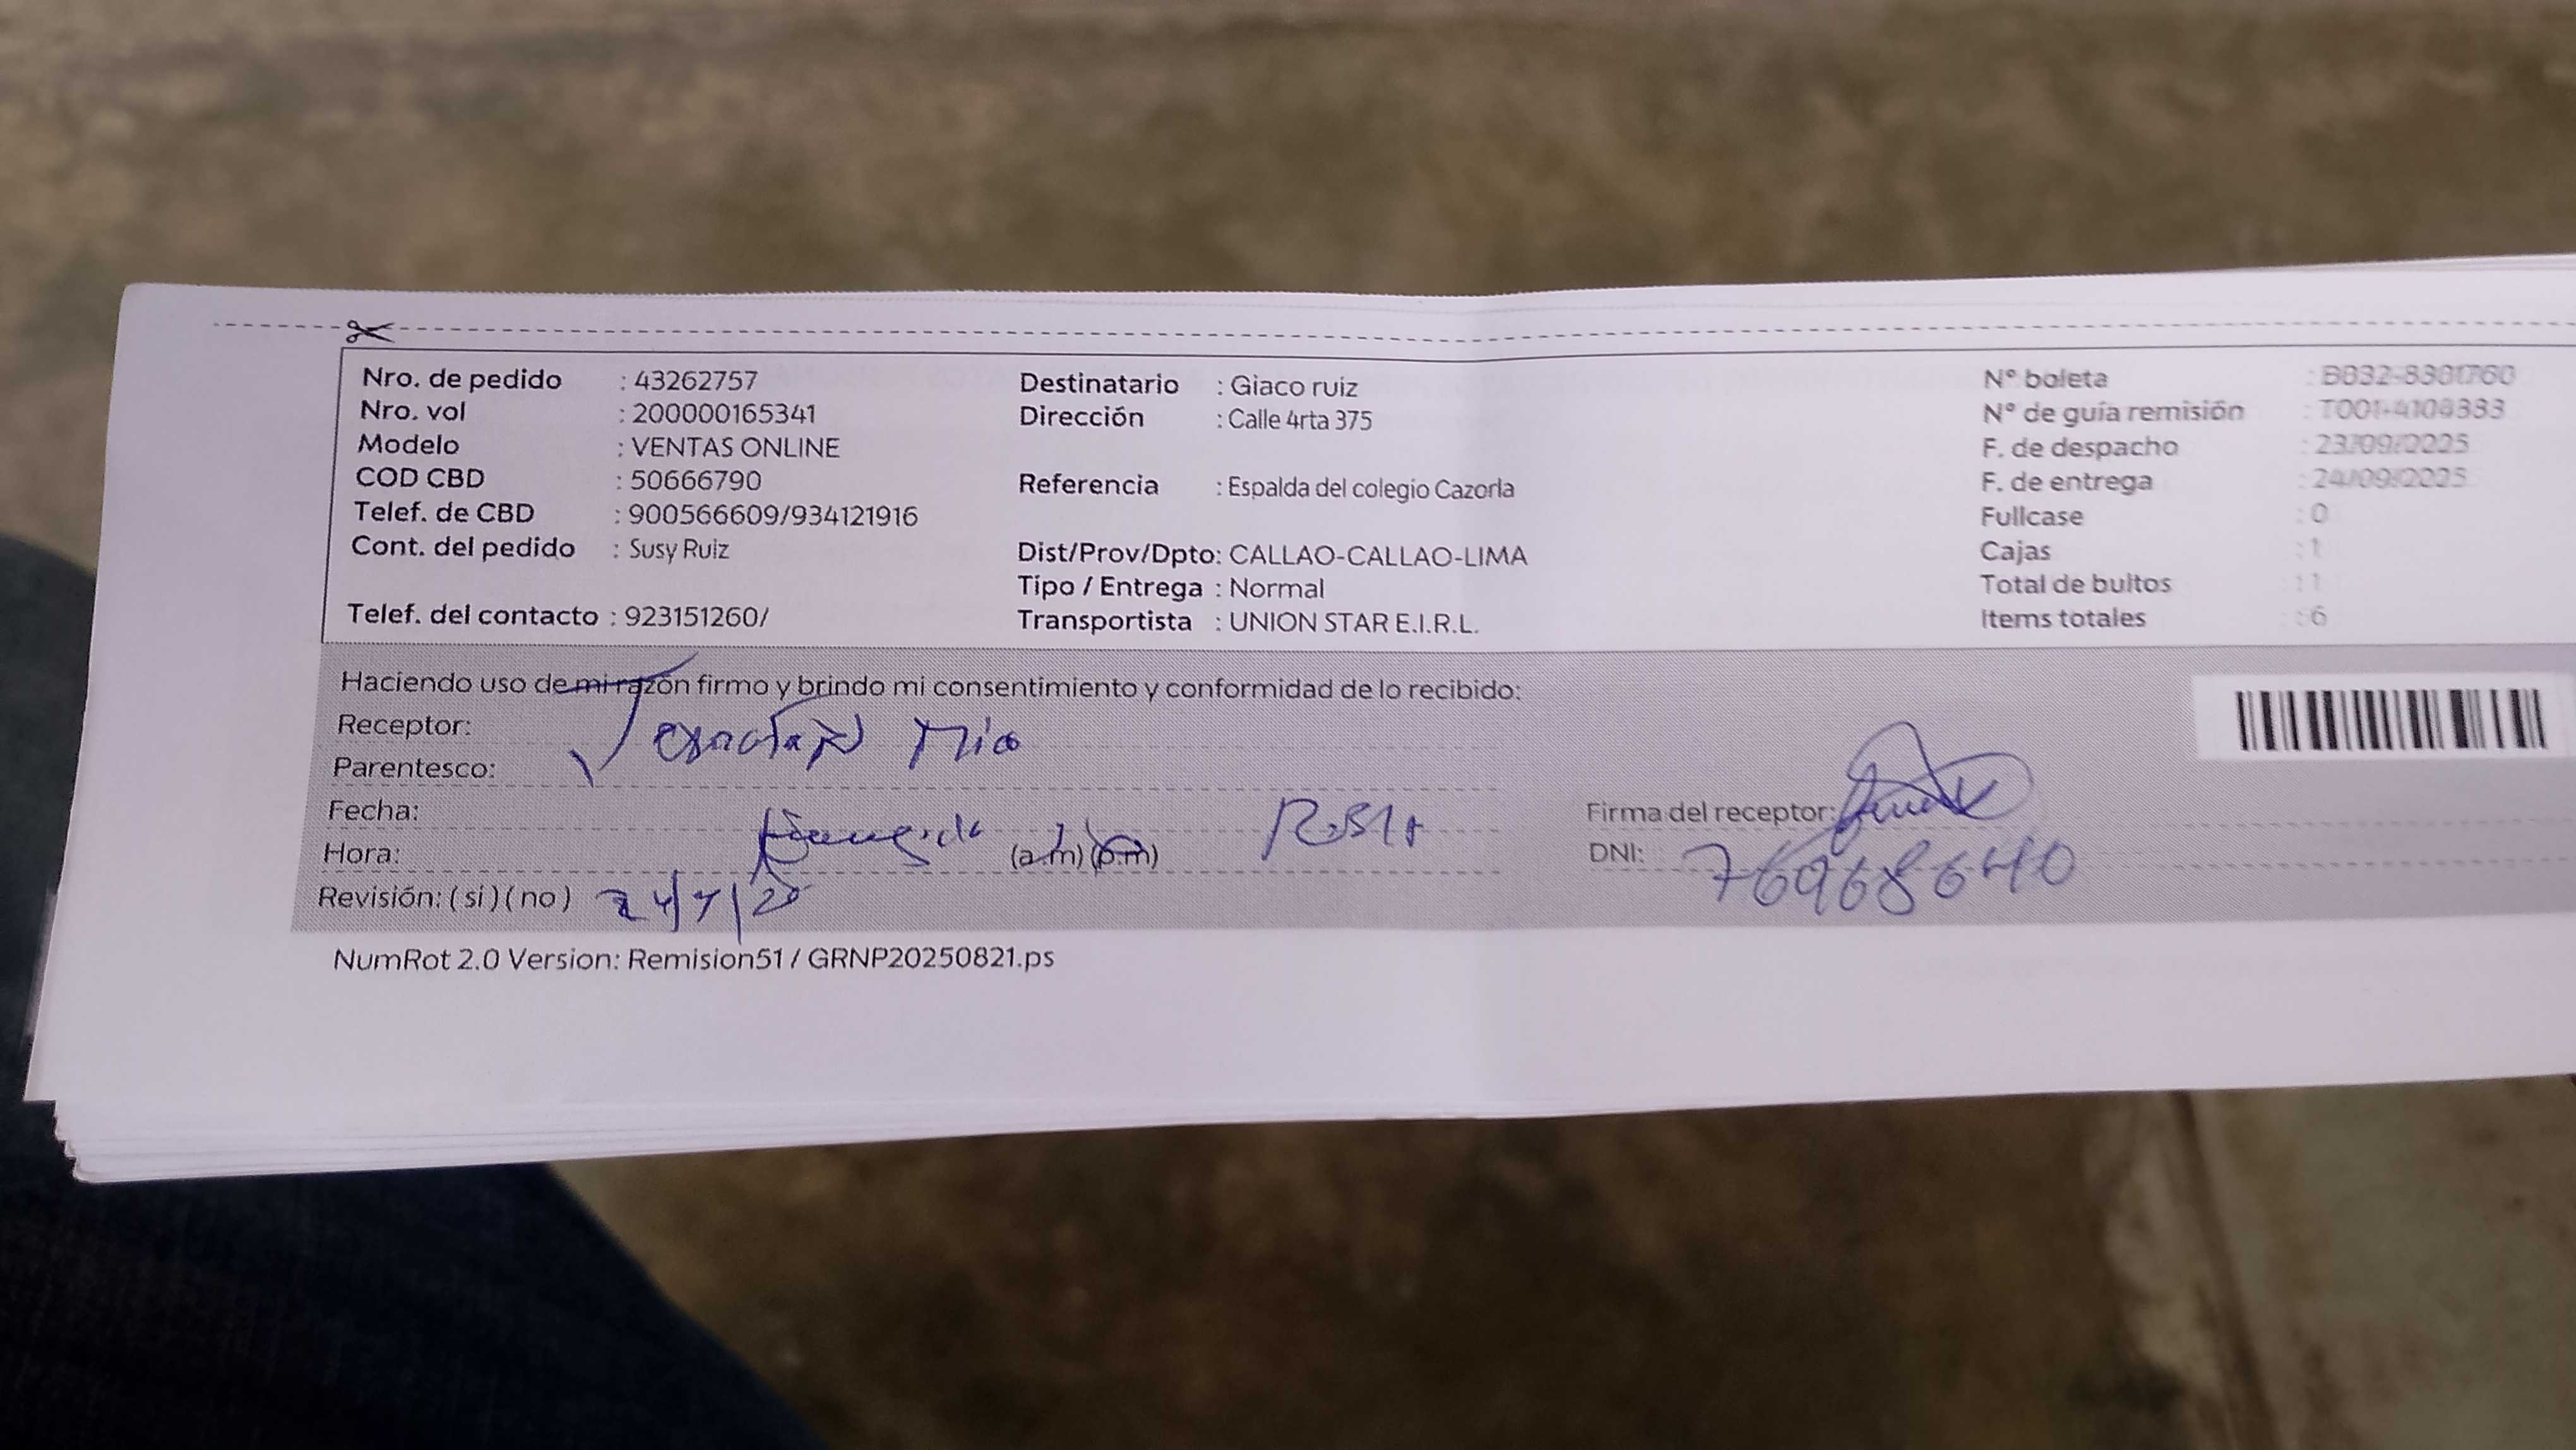 Nro. de pedido : 43262757
Nro. vol : 200000165341
Modelo : VENTAS ONLINE
COD CBD : 50666790
Telef. de CBD : 900566609/934121916
Cont. del pedido : Susy Ruiz
Telef. del contacto : 923151260/
Destinatario : Giaco ruiz
Dirección : Calle 4rta 375
Referencia : Espalda del colegio Cazorla
Dist/Prov/Dpto: CALLAO-CALLAO-LIMA
Tipo / Entrega : Normal
Transportista : UNION STAR E.I.R.L.
N° boleta
N° de guía remisión
F. de despacho : 23/09/2025
F. de entrega : 24/09/2025
Fullcase : 0
Cajas : 1
Total de bultos : 1
Items totales : 6
Haciendo uso de mi razón firmo y brindo mi consentimiento y conformidad de lo recibido:
Receptor:
Parentesco:
Fecha:
Hora: (a.m) (p.m)
Revisión: ( si ) ( no )
Firma del receptor:
DNI: 76968640
NumRot 2.0 Version: Remision51 / GRNP20250821.ps